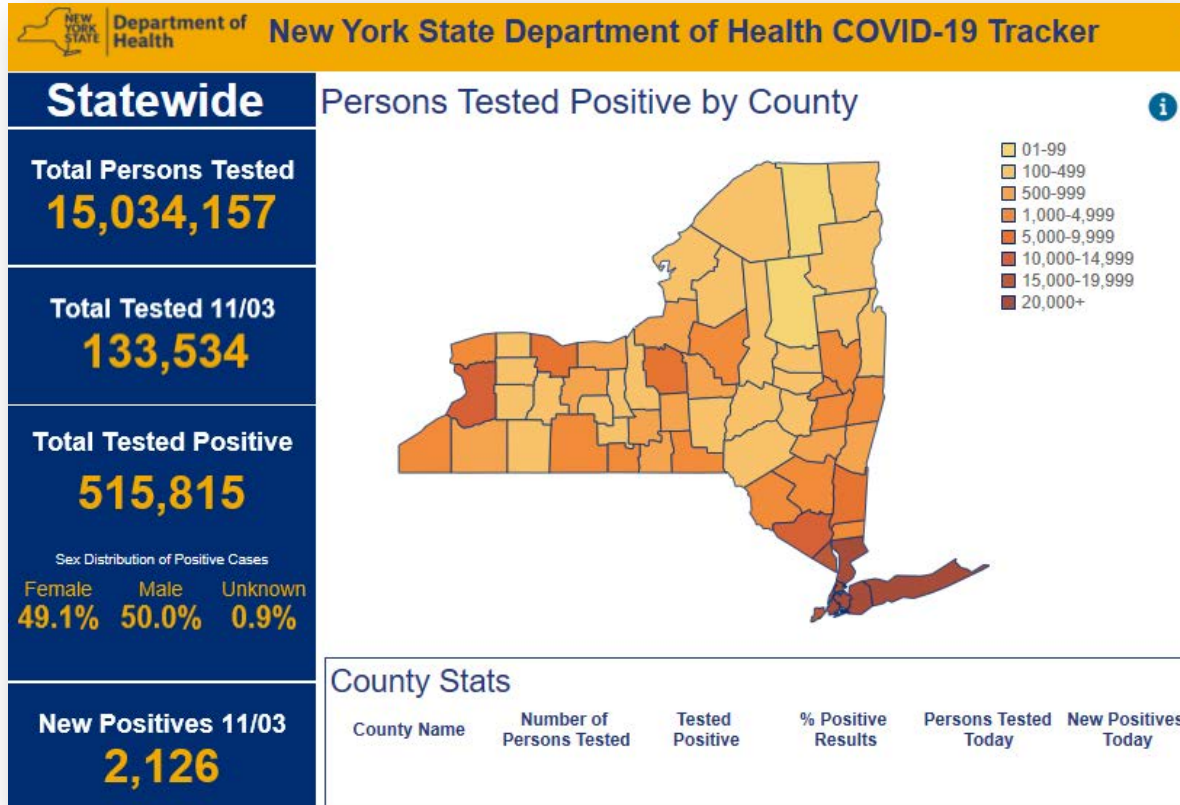 NEW
YORK
STATE
Department of
Health
New York State Department of Health COVID-19 Tracker
Statewide
Total Persons Tested
15,034,157
Total Tested 11/03
133,534
Total Tested Positive
515,815
Sex Distribution of Positive Cases
Female Male Unknown
49.1% 50.0% 0.9%
New Positives 11/03
2,126
Persons Tested Positive by County
i
01-99
100-499
500-999
1,000-4,999
5,000-9,999
10,000-14,999
15,000-19,999
20,000+
County Stats
County Name
Number of
Persons Tested
Tested
Positive
% Positive
Results
Persons Tested
Today
New Positives
Today